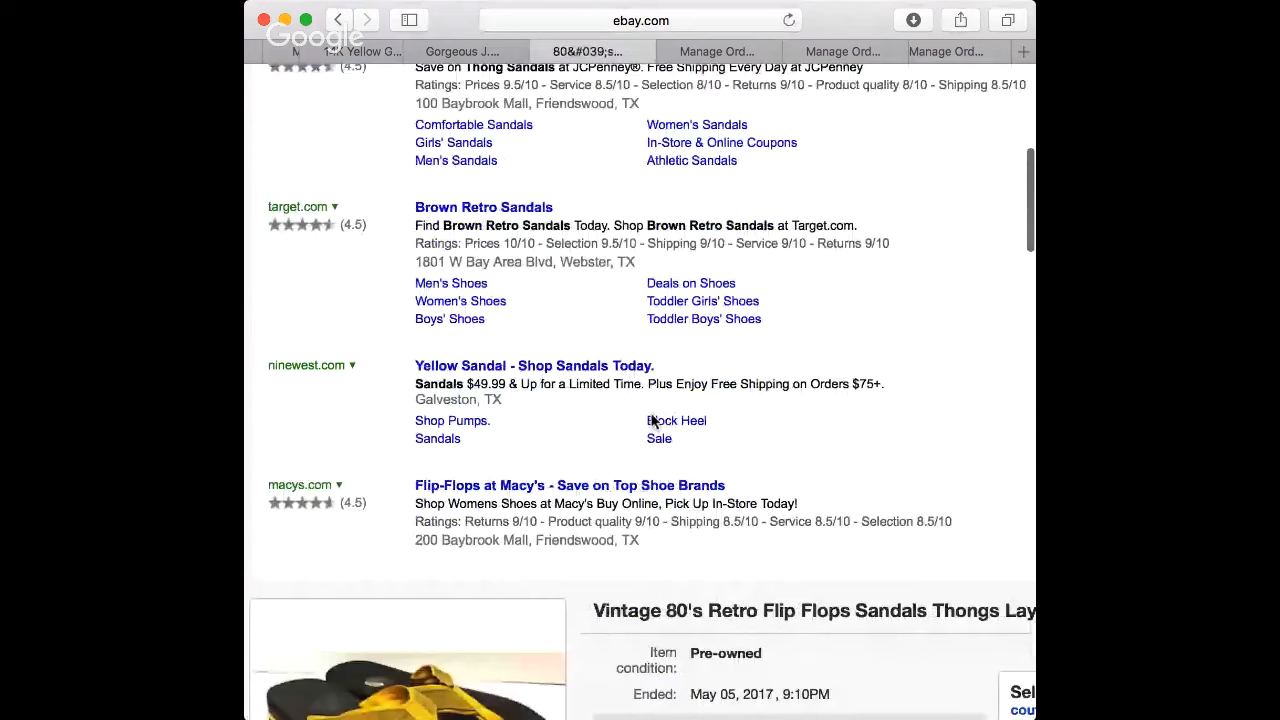 ebay.com
Google
14K Yellow G...
Gorgeous J....
80&#039;s...
Manage Ord...
Manage Ord...
Manage Ord...
(4.5)
Save on Thong Sandals at JCPenney®. Free Shipping Every Day at JCPenney
Ratings: Prices 9.5/10 - Service 8.5/10 - Selection 8/10 - Returns 9/10 - Product quality 8/10 - Shipping 8.5/10
100 Baybrook Mall, Friendswood, TX
Comfortable Sandals
Women's Sandals
Girls' Sandals
In-Store & Online Coupons
Men's Sandals
Athletic Sandals
target.com
Brown Retro Sandals
(4.5)
Find Brown Retro Sandals Today. Shop Brown Retro Sandals at Target.com.
Ratings: Prices 10/10 - Selection 9.5/10 - Shipping 9/10 - Service 9/10 - Returns 9/10
1801 W Bay Area Blvd, Webster, TX
Men's Shoes
Deals on Shoes
Women's Shoes
Toddler Girls' Shoes
Boys' Shoes
Toddler Boys' Shoes
ninewest.com
Yellow Sandal - Shop Sandals Today.
Sandals $49.99 & Up for a Limited Time. Plus Enjoy Free Shipping on Orders $75+.
Galveston, TX
Shop Pumps.
Block Heel
Sandals
Sale
macys.com
Flip-Flops at Macy's - Save on Top Shoe Brands
(4.5)
Shop Womens Shoes at Macy's Buy Online, Pick Up In-Store Today!
Ratings: Returns 9/10 - Product quality 9/10 - Shipping 8.5/10 - Service 8.5/10 - Selection 8.5/10
200 Baybrook Mall, Friendswood, TX
Vintage 80's Retro Flip Flops Sandals Thongs Lay
Item condition:
Pre-owned
Ended:
May 05, 2017, 9:10PM
Sel
cou